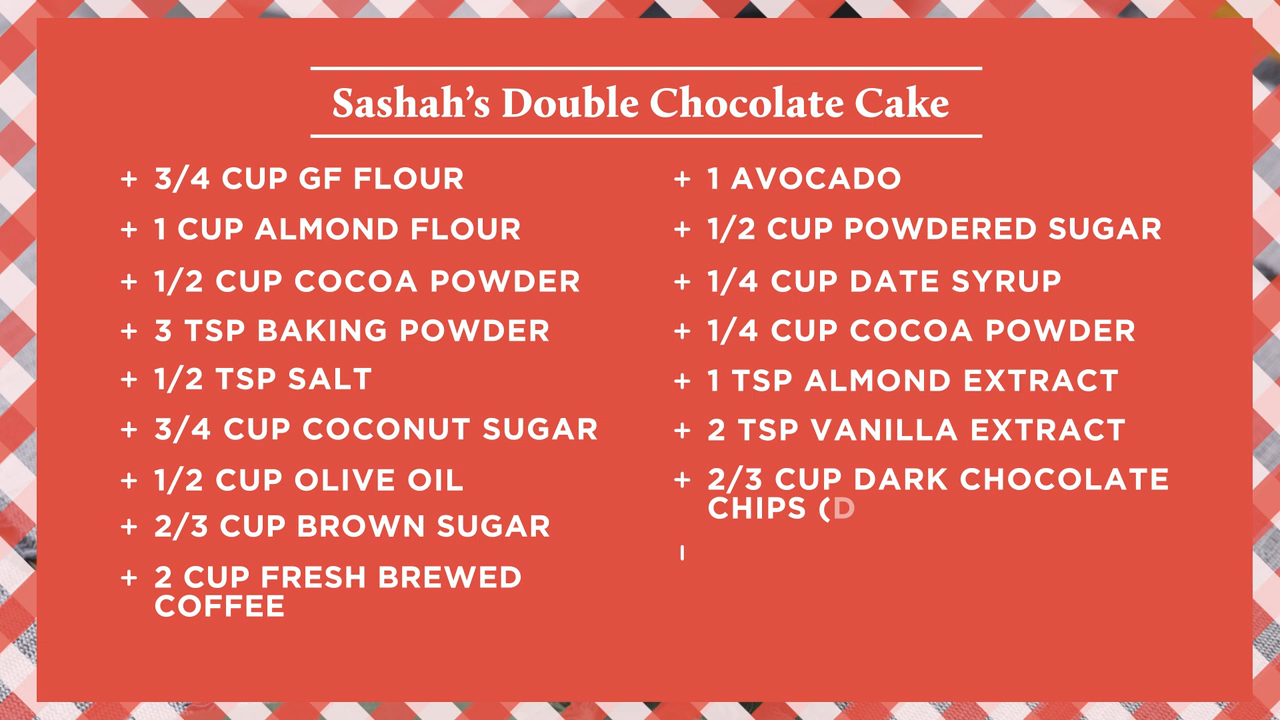 Sashah's Double Chocolate Cake
+ 3/4 CUP GF FLOUR
+ 1 CUP ALMOND FLOUR
+ 1/2 CUP COCOA POWDER
+ 3 TSP BAKING POWDER
+ 1/2 TSP SALT
+ 3/4 CUP COCONUT SUGAR
+ 1/2 CUP OLIVE OIL
+ 2/3 CUP BROWN SUGAR
+ 2 CUP FRESH BREWED
COFFEE
+ 1 AVOCADO
+ 1/2 CUP POWDERED SUGAR
+ 1/4 CUP DATE SYRUP
+ 1/4 CUP COCOA POWDER
+ 1 TSP ALMOND EXTRACT
+ 2 TSP VANILLA EXTRACT
+ 2/3 CUP DARK CHOCOLATE
CHIPS (D